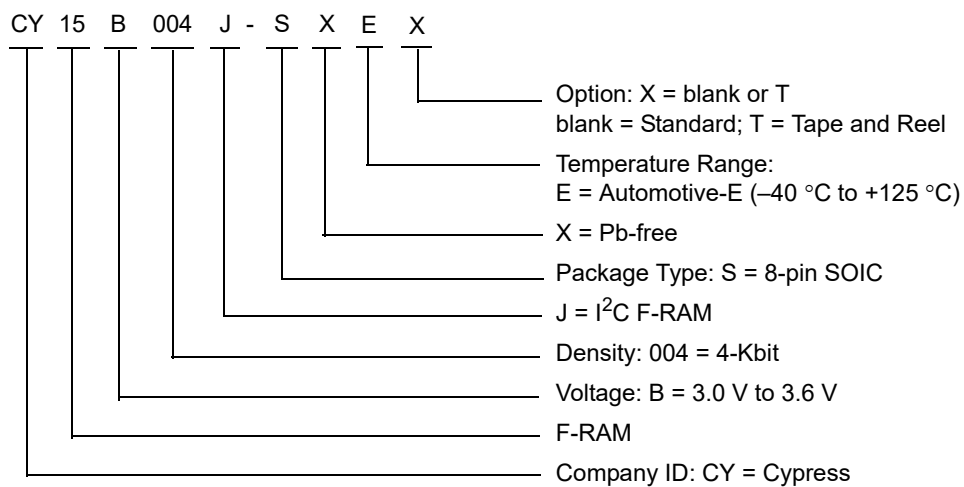 CY 15 B 004 J - S X E X
Option: X = blank or T
blank = Standard; T = Tape and Reel
Temperature Range:
E = Automotive-E (–40 °C to +125 °C)
X = Pb-free
Package Type: S = 8-pin SOIC
J = I2C F-RAM
Density: 004 = 4-Kbit
Voltage: B = 3.0 V to 3.6 V
F-RAM
Company ID: CY = Cypress